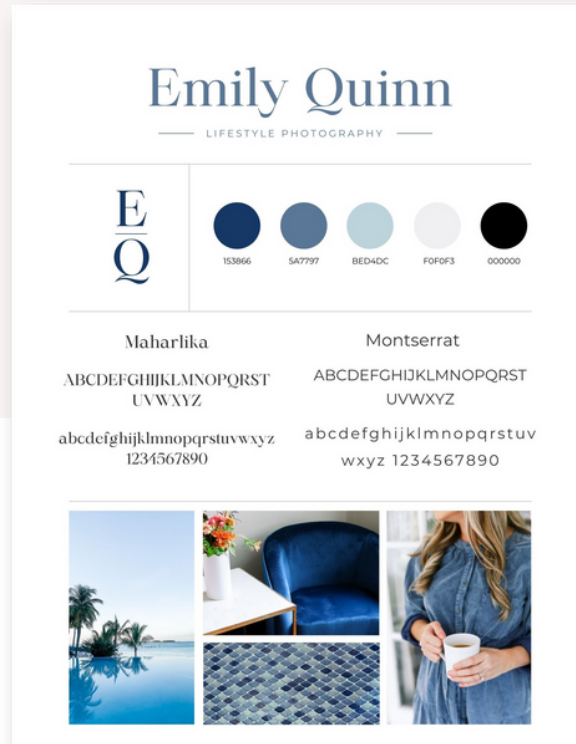 Emily Quinn
LIFESTYLE PHOTOGRAPHY
E
Q
153866
5A7797
BED4DC
F0F0F3
000000
Maharlika
ABCDEFGHIJKLMNOPQRST
UVWXYZ
abcdefghijklmnopqrstuvwxyz
1234567890
Montserrat
ABCDEFGHIJKLMNOPQRST
UVWXYZ
abcdefghijklmnopqrstuv
wxyz 1234567890